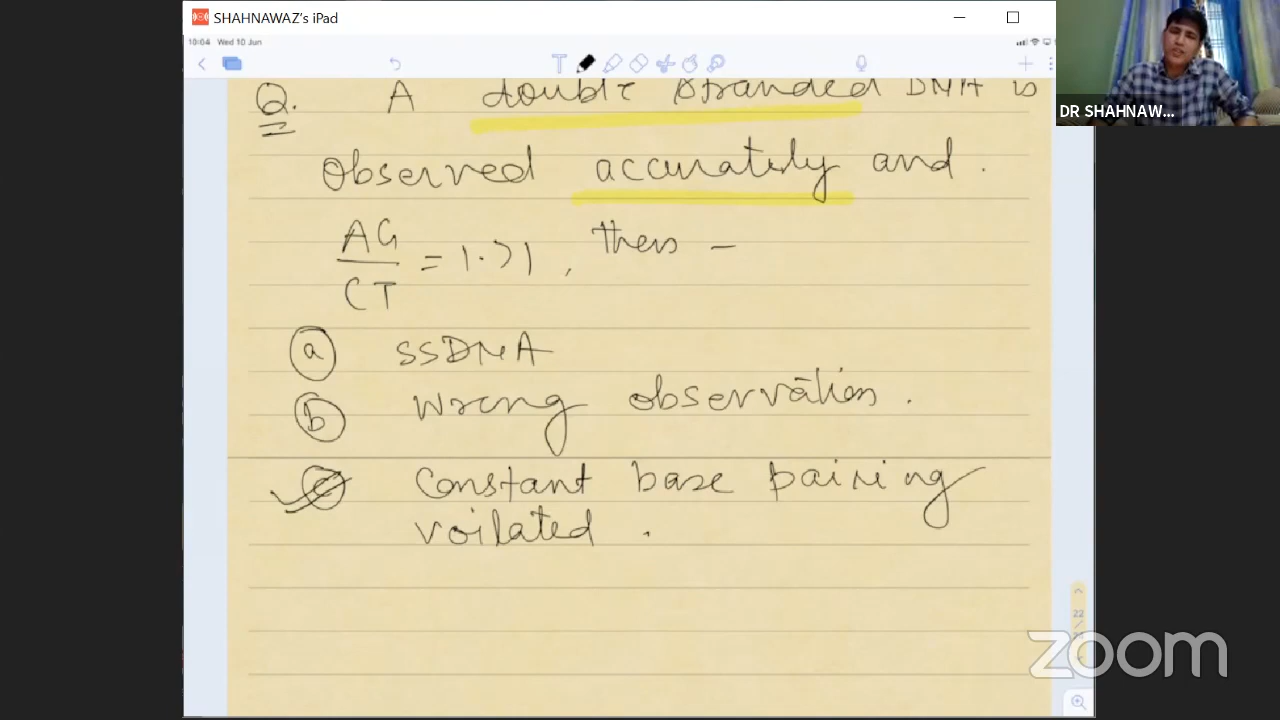 SHAHNAWAZ's iPad
10:04 Wed 10 Jun
DR SHAHNAW...
Q. A double stranded DNA is
Observed accurately and.
AG
CT
= 1.71, then –
a SSDNA
b Wrong observation.
c Constant base pairing
voilated.
22
zoom